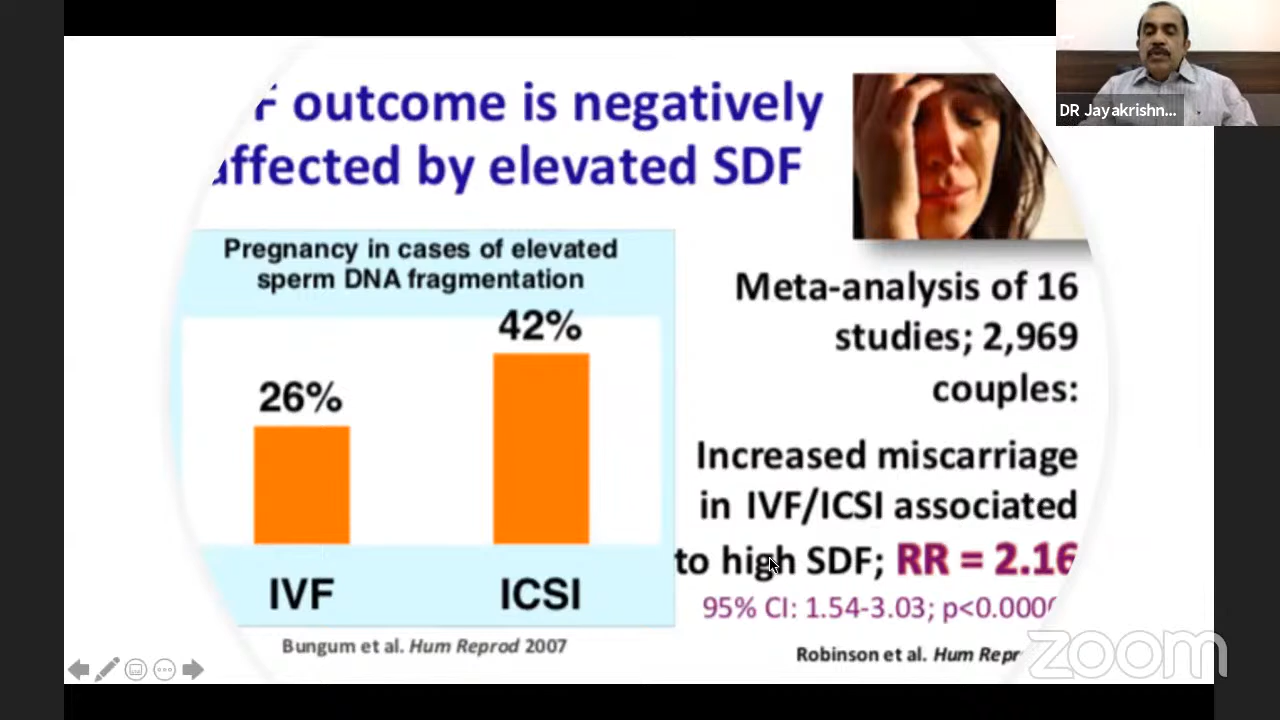 F outcome is negatively
affected by elevated SDF
Pregnancy in cases of elevated
sperm DNA fragmentation
42%
26%
IVF
ICSI
Bungum et al. Hum Reprod 2007
Meta-analysis of 16
studies; 2,969
couples:
Increased miscarriage
in IVF/ICSI associated
to high SDF; RR = 2.16
95% CI: 1.54-3.03; p<0.000
Robinson et al. Hum Repr
DR Jayakrishn...
zoom